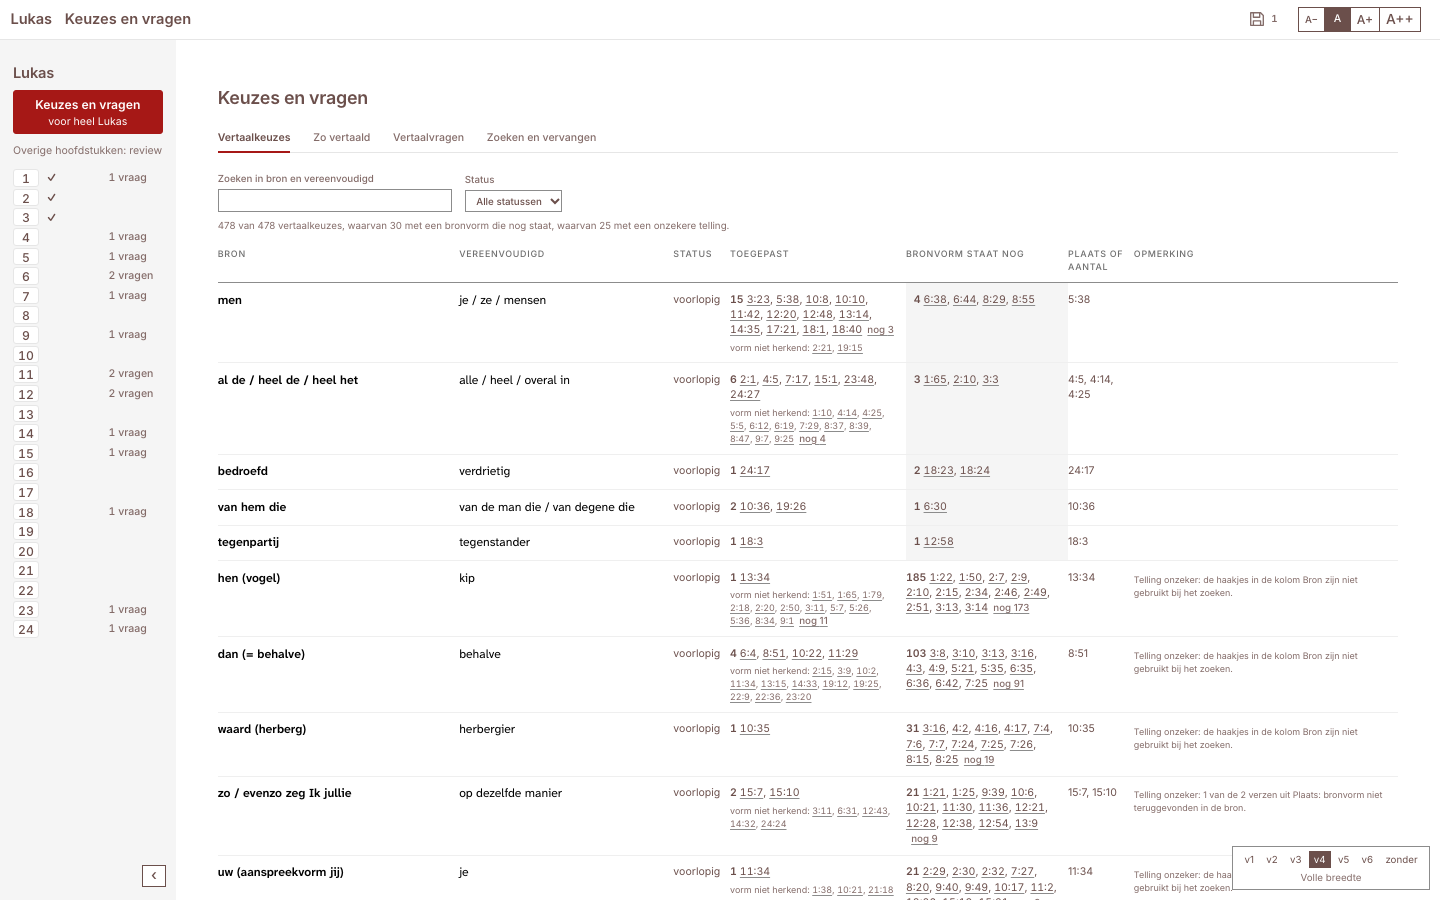 Lukas Keuzes en vragen 1 A− A A+ A++
Lukas
Keuzes en vragen
voor heel Lukas
Overige hoofdstukken: review
1 1 vraag
2
3
4 1 vraag
5 1 vraag
6 2 vragen
7 1 vraag
8
9 1 vraag
10
11 2 vragen
12 2 vragen
13
14 1 vraag
15 1 vraag
16
17
18 1 vraag
19
20
21
22
23 1 vraag
24 1 vraag
‹
Keuzes en vragen
Vertaalkeuzes Zo vertaald Vertaalvragen Zoeken en vervangen
Zoeken in bron en vereenvoudigd Status
Alle statussen
478 van 478 vertaalkeuzes, waarvan 30 met een bronvorm die nog staat, waarvan 25 met een onzekere telling.
BRON VEREENVOUDIGD STATUS TOEGEPAST BRONVORM STAAT NOG PLAATS OF OPMERKING
AANTAL
men je / ze / mensen voorlopig 15 3:23, 5:38, 10:8, 10:10, 4 6:38, 6:44, 8:29, 8:55 5:38
11:42, 12:20, 12:48, 13:14,
14:35, 17:21, 18:1, 18:40 nog 3
vorm niet herkend: 2:21, 19:15
al de / heel de / heel het alle / heel / overal in voorlopig 6 2:1, 4:5, 7:17, 15:1, 23:48, 3 1:65, 2:10, 3:3 4:5, 4:14,
24:27 4:25
vorm niet herkend: 1:10, 4:14, 4:25,
5:5, 6:12, 6:19, 7:29, 8:37, 8:39,
8:47, 9:7, 9:25 nog 4
bedroefd verdrietig voorlopig 1 24:17 2 18:23, 18:24 24:17
van hem die van de man die / van degene die voorlopig 2 10:36, 19:26 1 6:30 10:36
tegenpartij tegenstander voorlopig 1 18:3 1 12:58 18:3
hen (vogel) kip voorlopig 1 13:34 185 1:22, 1:50, 2:7, 2:9, 13:34 Telling onzeker: de haakjes in de kolom Bron zijn niet
vorm niet herkend: 1:51, 1:65, 1:79, 2:10, 2:15, 2:34, 2:46, 2:49, gebruikt bij het zoeken.
2:18, 2:20, 2:50, 3:11, 5:7, 5:26, 2:51, 3:13, 3:14 nog 173
5:36, 8:34, 9:1 nog 11
dan (= behalve) behalve voorlopig 4 6:4, 8:51, 10:22, 11:29 103 3:8, 3:10, 3:13, 3:16, 8:51 Telling onzeker: de haakjes in de kolom Bron zijn niet
vorm niet herkend: 2:15, 3:9, 10:2, 4:3, 4:9, 5:21, 5:35, 6:35, gebruikt bij het zoeken.
11:34, 13:15, 14:33, 19:12, 19:25, 6:36, 6:42, 7:25 nog 91
22:9, 22:36, 23:20
waard (herberg) herbergier voorlopig 1 10:35 31 3:16, 4:2, 4:16, 4:17, 7:4, 10:35 Telling onzeker: de haakjes in de kolom Bron zijn niet
7:6, 7:7, 7:24, 7:25, 7:26, gebruikt bij het zoeken.
8:15, 8:25 nog 19
zo / evenzo zeg Ik jullie op dezelfde manier voorlopig 2 15:7, 15:10 21 1:21, 1:25, 9:39, 10:6, 15:7, 15:10 Telling onzeker: 1 van de 2 verzen uit Plaats: bronvorm niet
vorm niet herkend: 3:11, 6:31, 12:43, 10:21, 11:30, 11:36, 12:21, teruggevonden in de bron.
14:32, 24:24 12:28, 12:38, 12:54, 13:9
nog 9
uw (aanspreekvorm jij) je voorlopig 1 11:34 21 2:29, 2:30, 2:32, 7:27, 11:34 Telling onzeker: de haa
vorm niet herkend: 1:38, 10:21, 21:18 8:20, 9:40, 9:49, 10:17, 11:2, gebruikt bij het zoeken.
v1 v2 v3 v4 v5 v6 zonder
Volle breedte